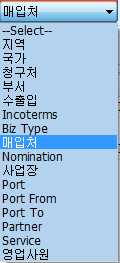 매입처
--Select--
지역
국가
청구처
부서
수출입
Incoterms
Biz Type
매입처
Nomination
사업장
Port
Port From
Port To
Partner
Service
영업사원